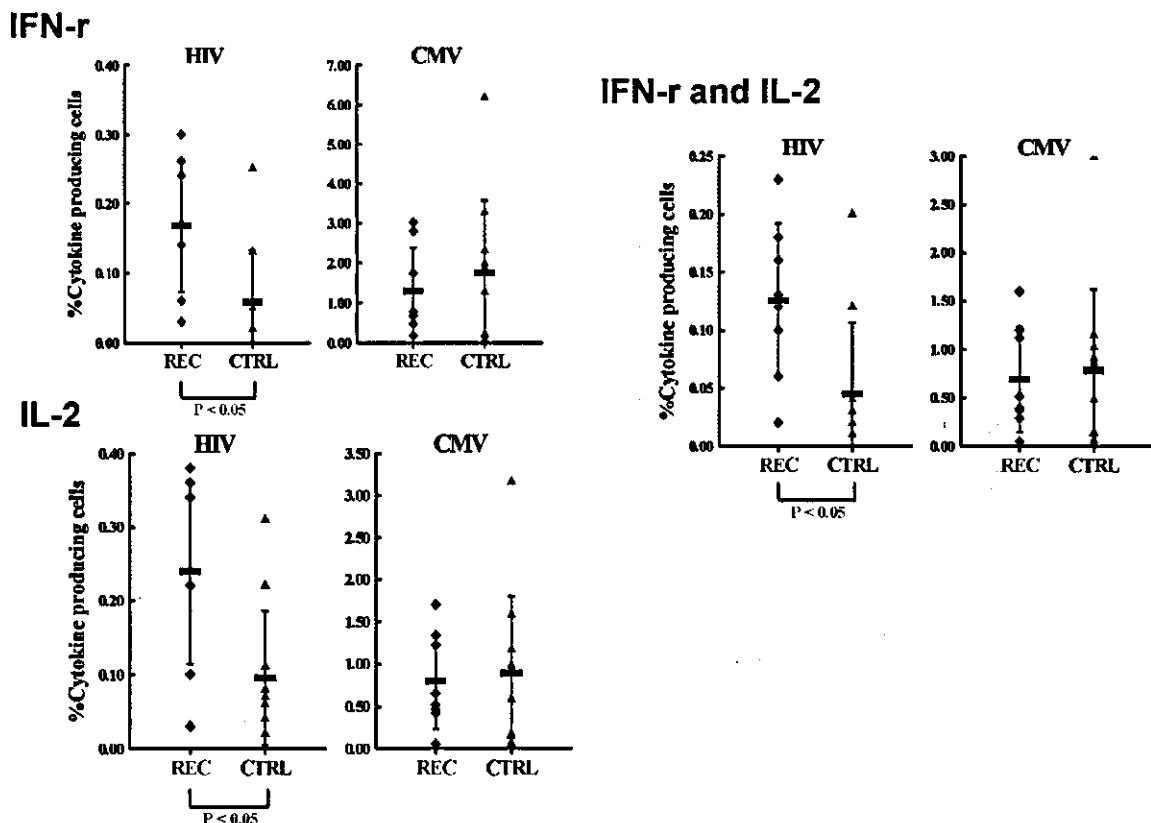 IFN-r
HIV
CMV
%Cytokine producing cells
0.40
0.30
0.20
0.10
0.00
7.00
6.00
5.00
4.00
3.00
2.00
1.00
0.00
REC
CTRL
REC
CTRL
P < 0.05
IL-2
HIV
CMV
%Cytokine producing cells
0.40
0.30
0.20
0.10
0.00
3.50
3.00
2.50
2.00
1.50
1.00
0.50
0.00
REC
CTRL
REC
CTRL
P < 0.05
IFN-r and IL-2
HIV
CMV
%Cytokine producing cells
0.25
0.20
0.15
0.10
0.05
0.00
3.00
2.50
2.00
1.50
1.00
0.50
0.00
REC
CTRL
REC
CTRL
P < 0.05